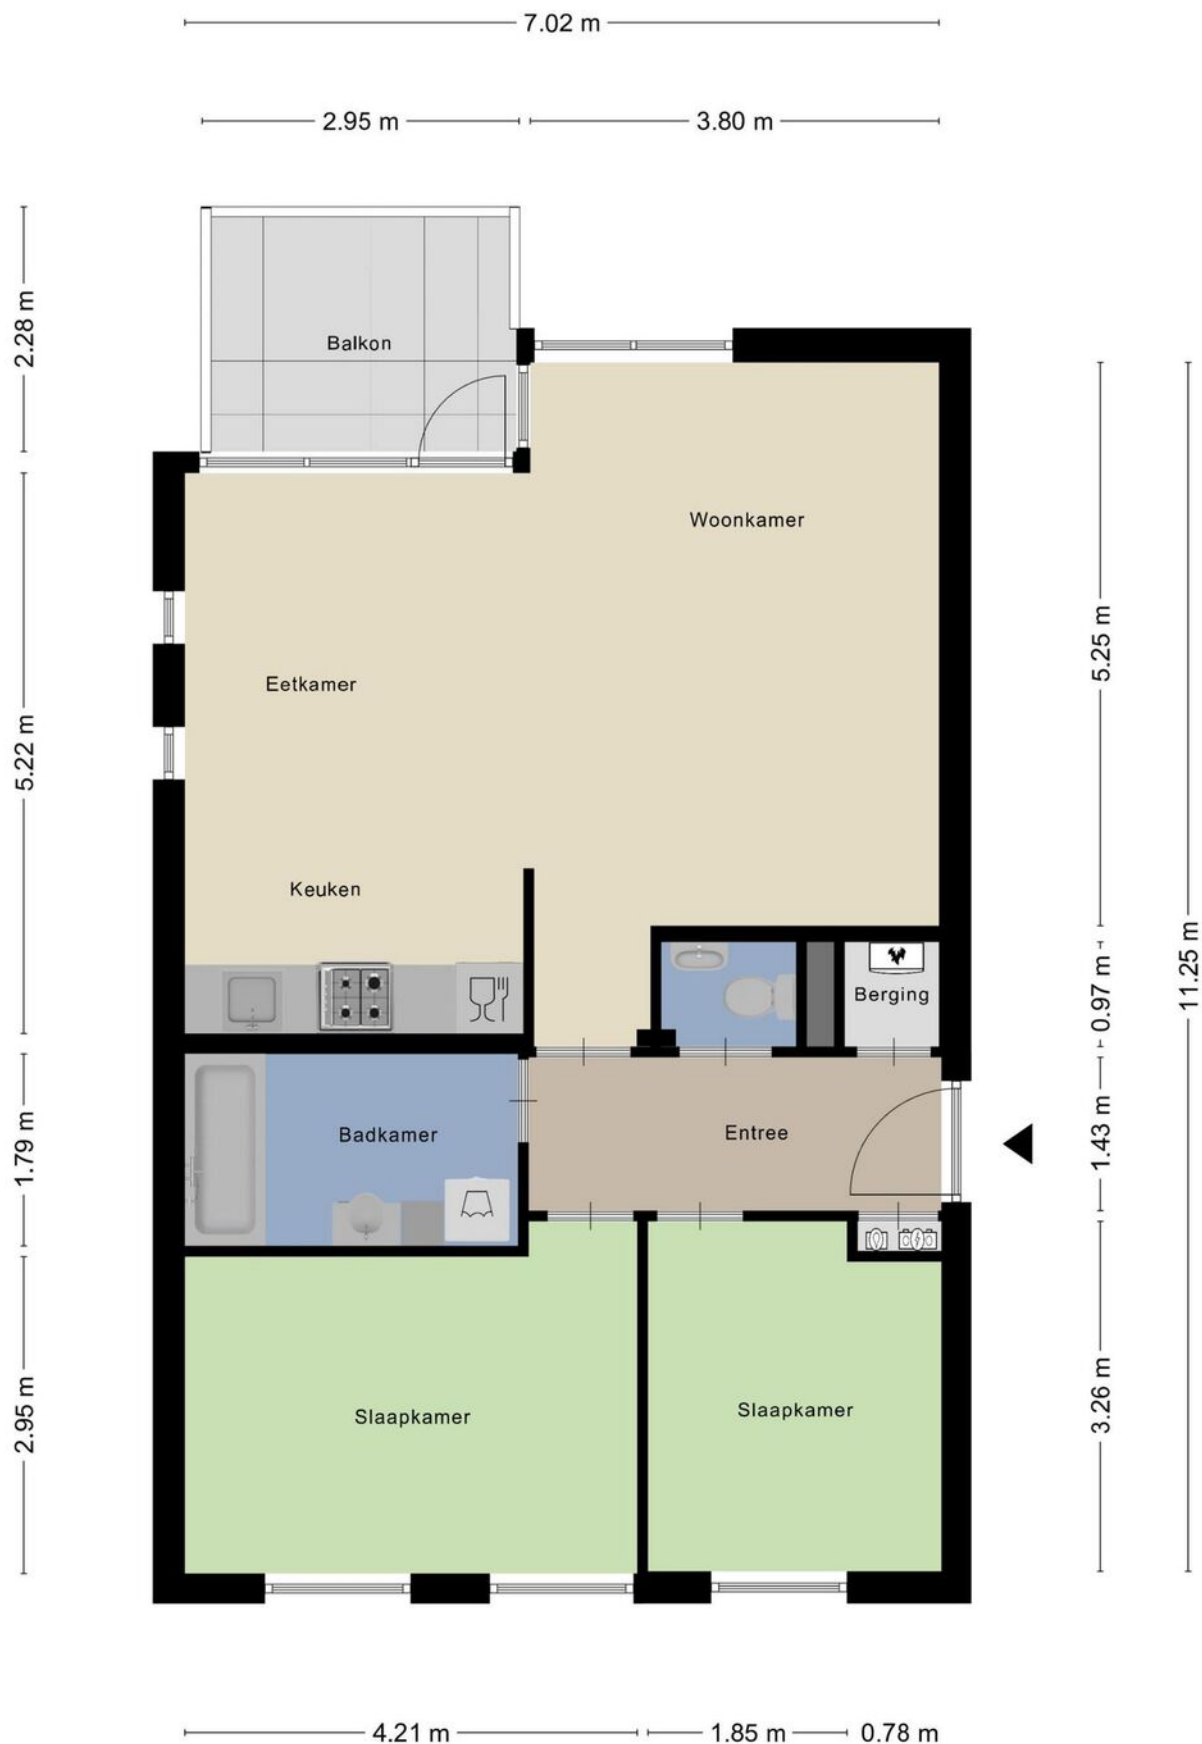 7.02 m
2.95 m
3.80 m
2.28 m
Balkon
Woonkamer
5.25 m
Eetkamer
5.22 m
Keuken
11.25 m
0.97 m
Berging
1.79 m
Badkamer
Entree
1.43 m
2.95 m
Slaapkamer
Slaapkamer
3.26 m
4.21 m
1.85 m
0.78 m